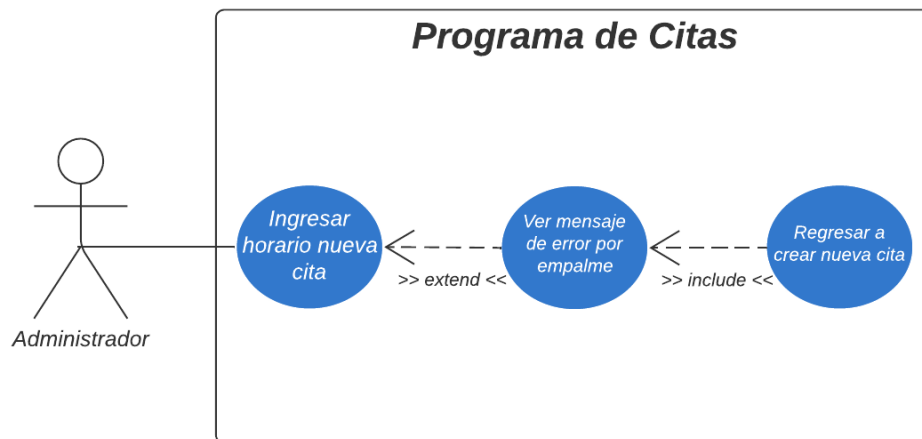 Programa de Citas
Ingresar
horario nueva
cita
Ver mensaje
de error por
empalme
Regresar a
crear nueva cita
>> extend <<
>> include <<
Administrador